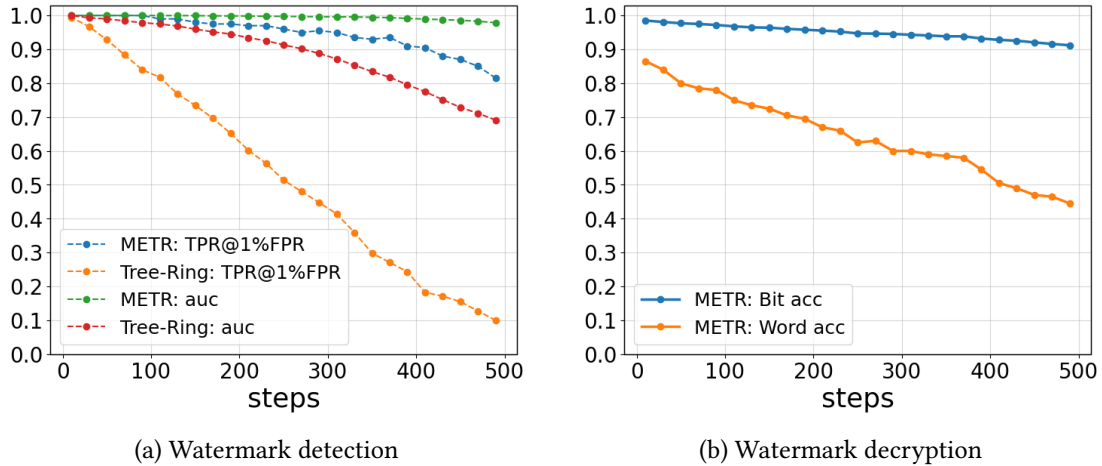 1.0
0.9
0.8
0.7
0.6
0.5
0.4
0.3
0.2
0.1
0.0
METR: TPR@1%FPR
Tree-Ring: TPR@1%FPR
METR: auc
Tree-Ring: auc
0 100 200 300 400 500
steps
(a) Watermark detection
1.0
0.9
0.8
0.7
0.6
0.5
0.4
0.3
0.2
0.1
0.0
METR: Bit acc
METR: Word acc
0 100 200 300 400 500
steps
(b) Watermark decryption